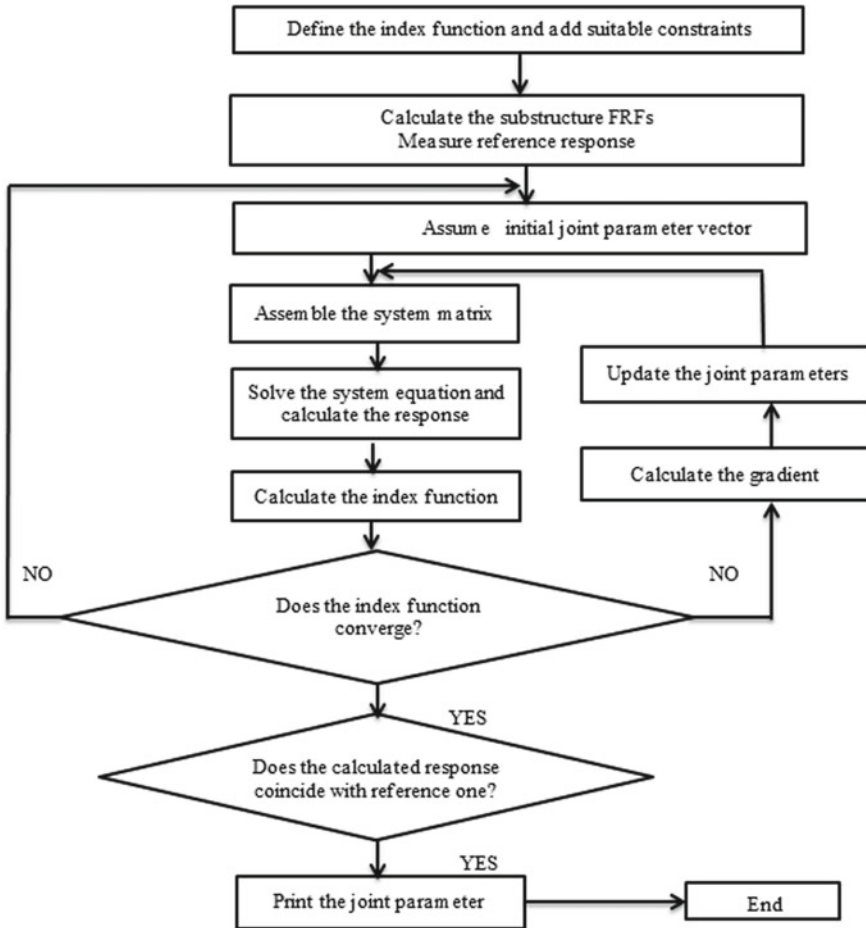 Define the index function and add suitable constraints
Calculate the substructure FRFs
Measure reference response
Assume initial joint parameter vector
Assemble the system matrix
Solve the system equation and
calculate the response
Calculate the index function
Update the joint parameters
Calculate the gradient
NO
NO
Does the index function
converge?
YES
Does the calculated response
coincide with reference one?
YES
Print the joint parameter
End